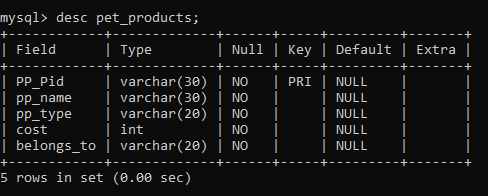 mysql> desc pet_products;
+------------+-------------+------+-----+---------+-------+
| Field      | Type        | Null | Key | Default | Extra |
+------------+-------------+------+-----+---------+-------+
| PP_Pid     | varchar(30) | NO   | PRI | NULL    |       |
| pp_name    | varchar(30) | NO   |     | NULL    |       |
| pp_type    | varchar(20) | NO   |     | NULL    |       |
| cost       | int         | NO   |     | NULL    |       |
| belongs_to | varchar(20) | NO   |     | NULL    |       |
+------------+-------------+------+-----+---------+-------+
5 rows in set (0.00 sec)